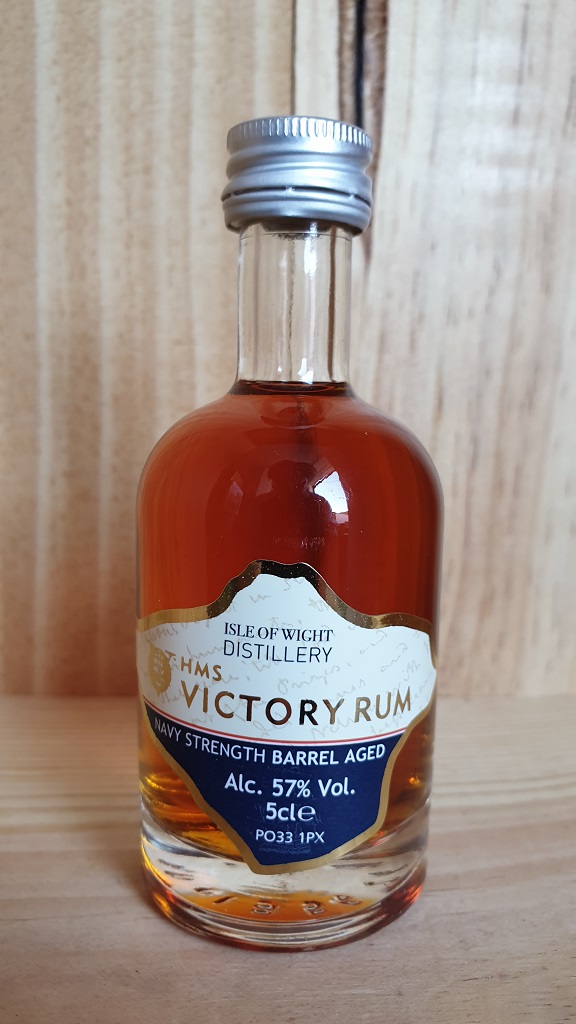 ISLE OF WIGHT
DISTILLERY
HMS
VICTORY RUM
NAVY STRENGTH BARREL AGED
Alc. 57% Vol.
5cl℮
PO33 1PX